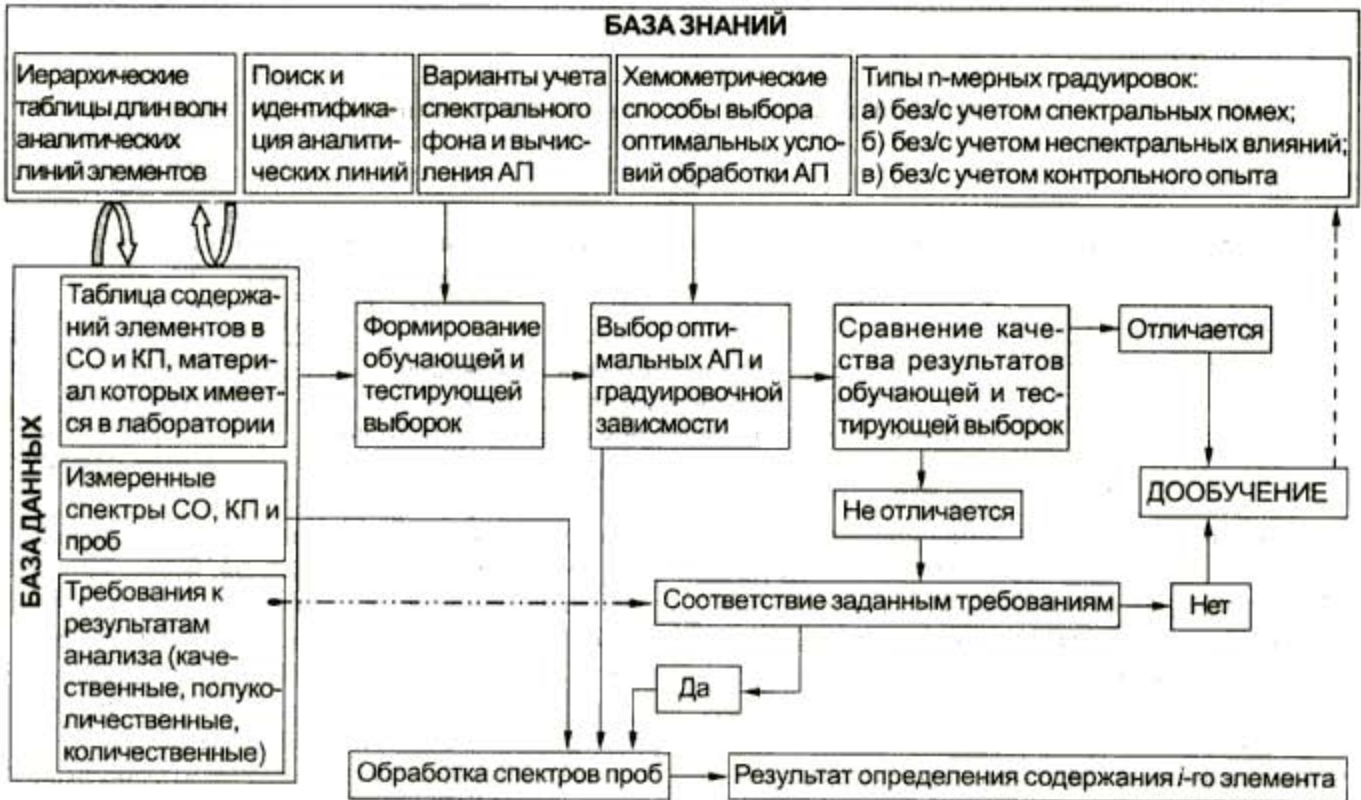 БАЗА ЗНАНИЙ
Иерархические
таблицы длин волн
аналитических
линий элементов
Поиск и
идентифика-
ция аналити-
ческих линий
Варианты учета
спектрального
фона и вычис-
ления АП
Хемометрические
способы выбора
оптимальных усло-
вий обработки АП
Типы n-мерных градуировок:
а) без/с учетом спектральных помех;
б) без/с учетом неспектральных влияний;
в) без/с учетом контрольного опыта
БАЗА ДАННЫХ
Таблица содержа-
ний элементов в
СО и КП, матери-
ал которых имеет-
ся в лаборатории
Измеренные
спектры СО, КП и
проб
Требования к
результатам
анализа (каче-
ственные, полуко-
личественные,
количественные)
Формирование
обучающей и
тестирующей
выборок
Выбор опти-
мальных АП и
градуировочной
зависмости
Сравнение каче-
ства результатов
обучающей и тес-
тирующей выборок
Отличается
Не отличается
ДООБУЧЕНИЕ
Соответствие заданным требованиям
Нет
Да
Обработка спектров проб
Результат определения содержания i-го элемента